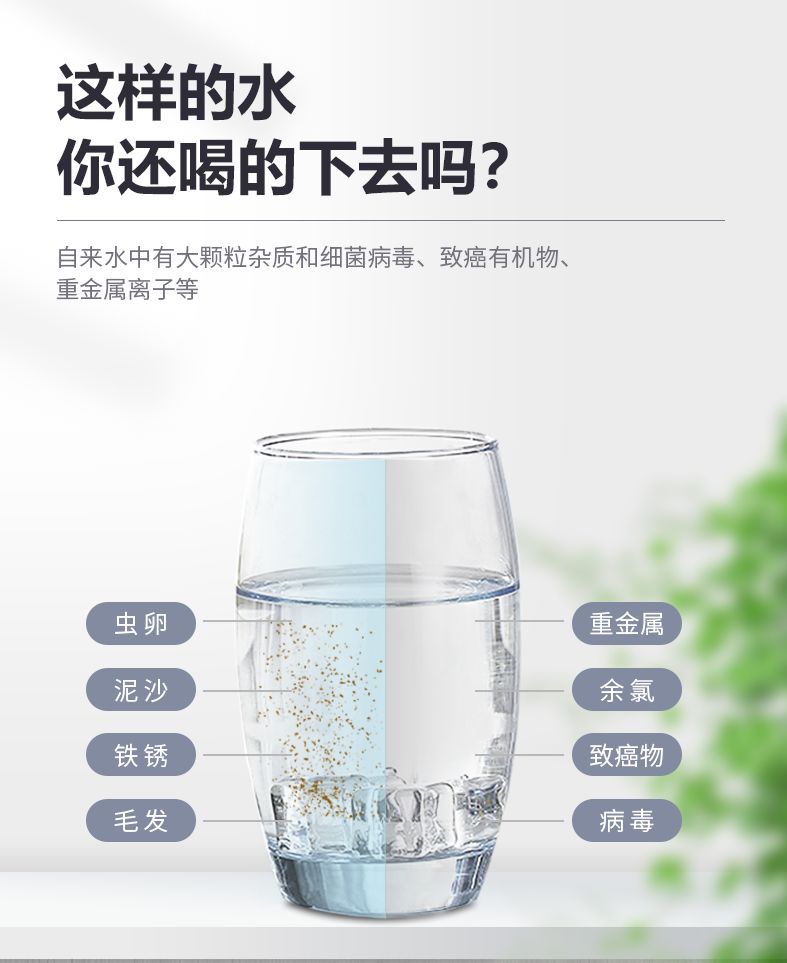 这样的水
你还喝的下去吗?
自来水中有大颗粒杂质和细菌病毒、致癌有机物、
重金属离子等
虫卵
重金属
泥沙
余氯
铁锈
致癌物
毛发
病毒